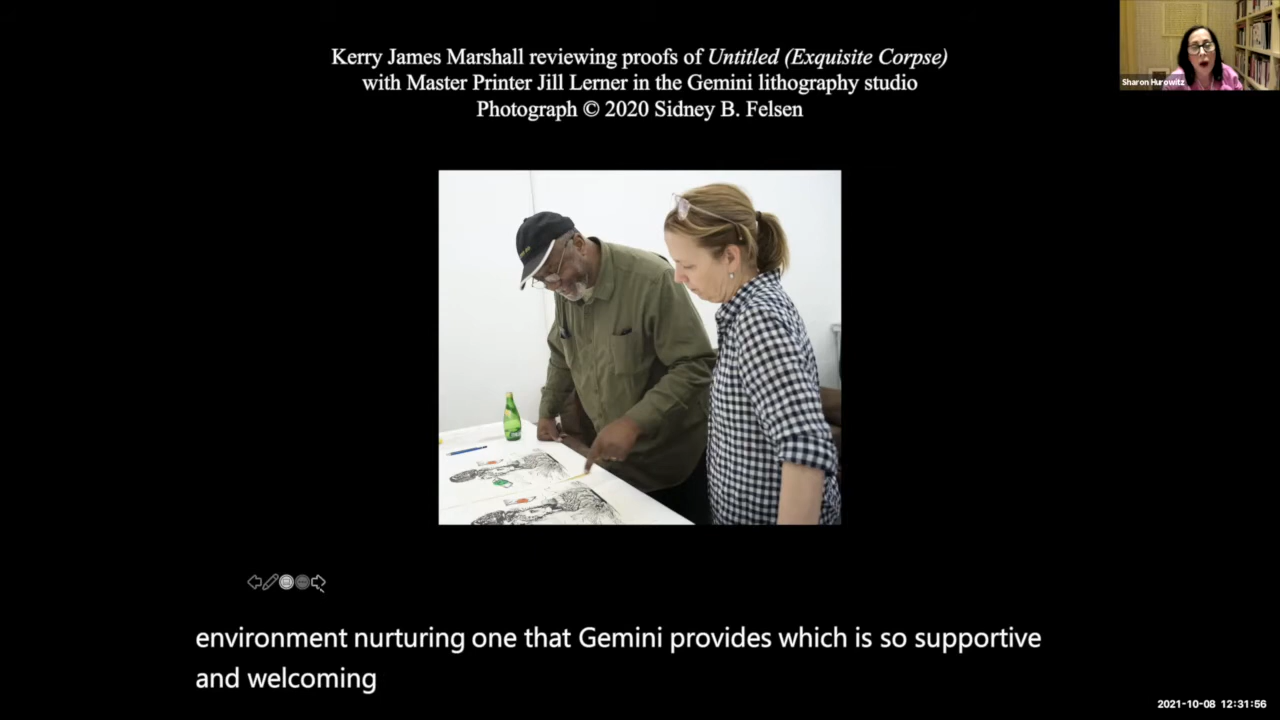 Kerry James Marshall reviewing proofs of Untitled (Exquisite Corpse)
with Master Printer Jill Lerner in the Gemini lithography studio
Photograph © 2020 Sidney B. Felsen
Sharon Hurowitz
environment nurturing one that Gemini provides which is so supportive
and welcoming
2021-10-08 12:31:56